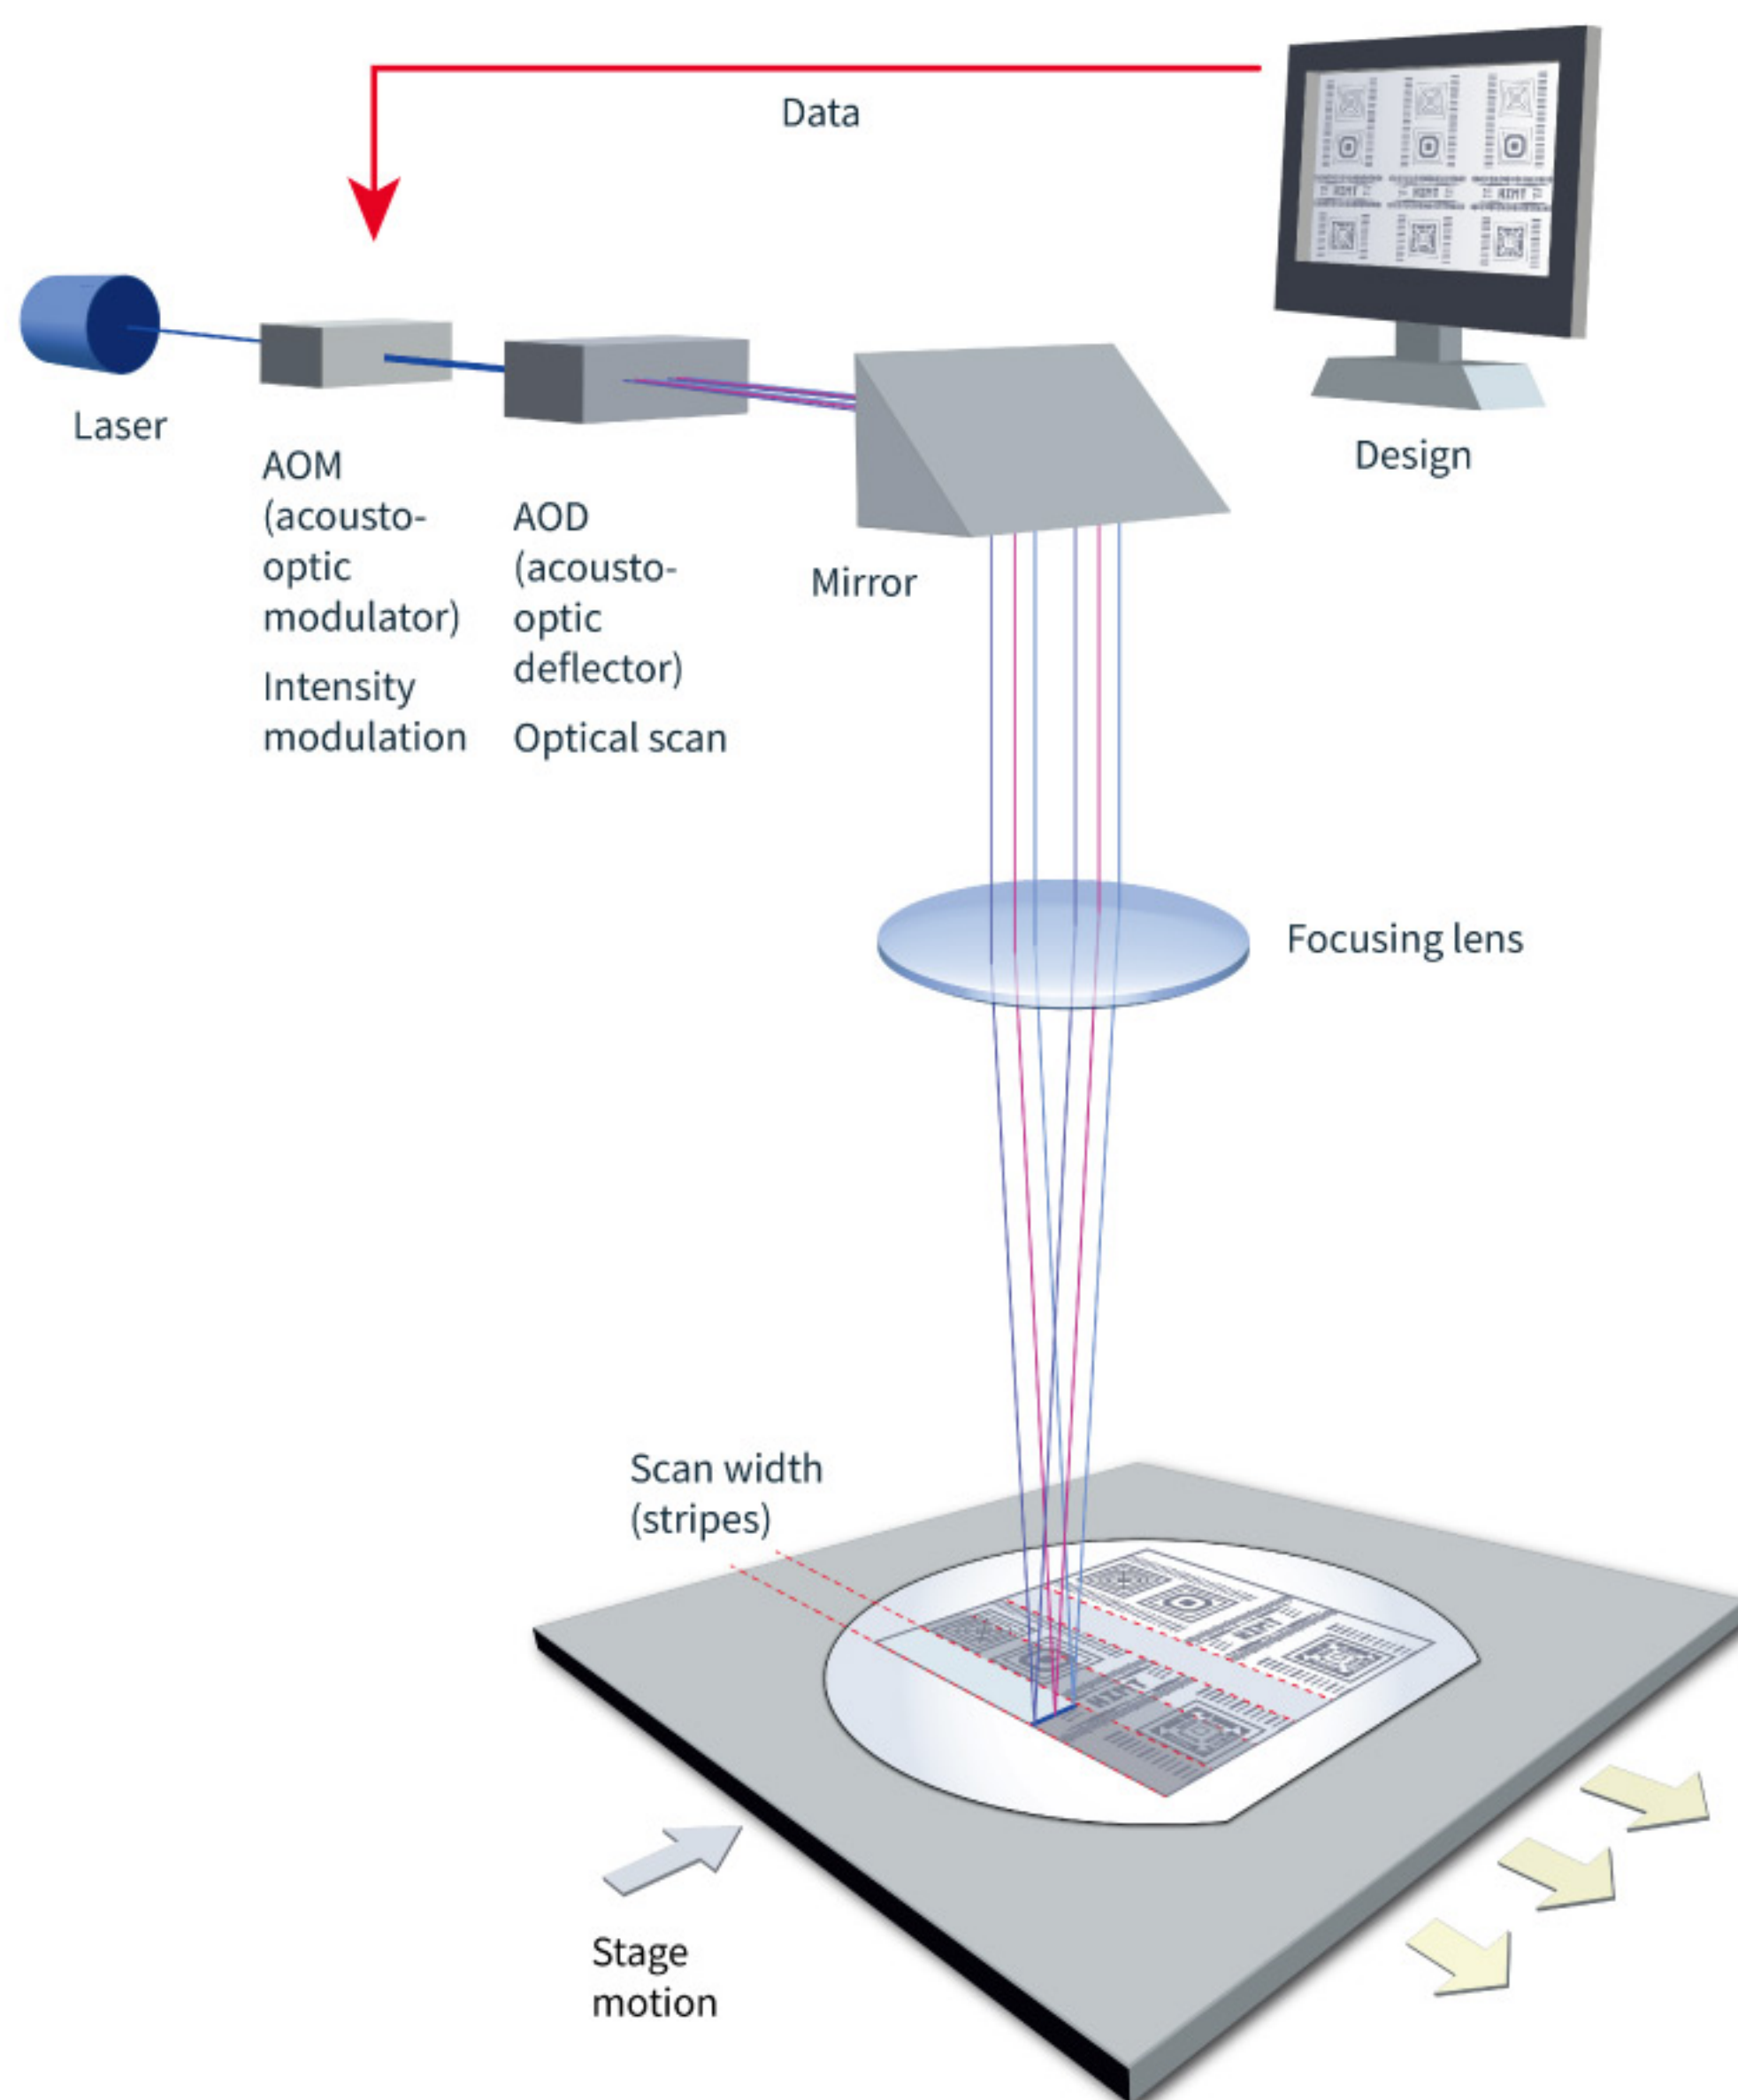 Data
Laser
Design
AOM
(acousto-
optic
modulator)
Intensity
modulation
AOD
(acousto-
optic
deflector)
Optical scan
Mirror
Focusing lens
Scan width
(stripes)
Stage
motion